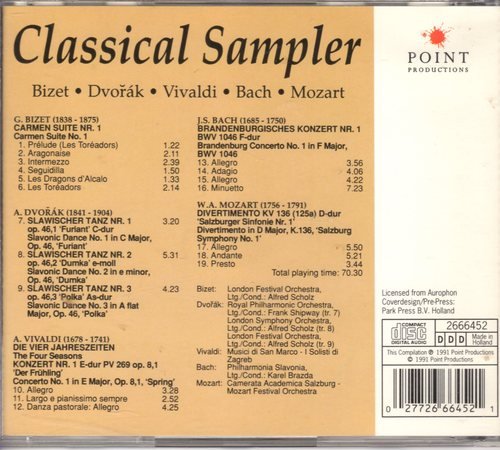 Classical Sampler
Bizet • Dvořák • Vivaldi • Bach • Mozart
POINT
PRODUCTIONS
G. BIZET (1838 - 1875)
CARMEN SUITE NR. 1
Carmen Suite No. 1
1. Prélude (Les Toréadors) 1.22
2. Aragonaise 2.11
3. Intermezzo 2.39
4. Seguidilla 1.50
5. Les Dragons d'Alcalo 1.33
6. Les Toréadors 2.14
A. DVOŘÁK (1841 - 1904)
7. SLAWISCHER TANZ NR. 1 3.20
op. 46,1 'Furiant' C-dur
Slavonic Dance No. 1 in C Major,
Op. 46, 'Furiant'
8. SLAWISCHER TANZ NR. 2 5.31
op. 46,2 'Dumka' e-moll
Slavonic Dance No. 2 in e minor,
Op. 46, 'Dumka'
9. SLAWISCHER TANZ NR. 3 4.23
op. 46,3 'Polka' As-dur
Slavonic Dance No. 3 in A flat
Major, Op. 46, 'Polka'
A. VIVALDI (1678 - 1741)
DIE VIER JAHRESZEITEN
The Four Seasons
KONZERT NR. 1 E-dur PV 269 op. 8,1
'Der Frühling'
Concerto No. 1 in E Major, Op. 8,1, 'Spring'
10. Allegro 3.28
11. Largo e pianissimo sempre 2.52
12. Danza pastorale: Allegro 4.25
J.S. BACH (1685 - 1750)
BRANDENBURGISCHES KONZERT NR. 1
BWV 1046 F-dur
Brandenburg Concerto No. 1 in F Major,
BWV 1046
13. Allegro 3.56
14. Adagio 4.36
15. Allegro 4.21
16. Minuetto 7.23
W.A. MOZART (1756 - 1791)
DIVERTIMENTO KV 136 (125a) D-dur
'Salzburger Sinfonie Nr. 1'
Divertimento in D Major, K.136, 'Salzburg
Symphony No. 1'
17. Allegro 5.50
18. Andante 5.21
19. Presto 3.44
Total playing time: 70.30
Bizet: London Festival Orchestra,
Ltg./Cond.: Alfred Scholz
Dvořák: Royal Philharmonic Orchestra,
Ltg./Cond.: Frank Shipway (tr. 7)
London Symphony Orchestra,
Ltg./Cond.: Alfred Scholz (tr. 8)
London Festival Orchestra,
Ltg./Cond.: Alfred Scholz (tr. 9)
Vivaldi: Musici di San Marco - I Solisti di
Zagreb
Bach: Philharmonia Slavonia,
Ltg./Cond.: Karel Brazda
Mozart: Camerata Academica Salzburg -
Mozart Festival Orchestra
Licensed from Aurophon
Coverdesign/Pre-Press:
Park Press B.V. Holland
COMPACT
disc
DIGITAL AUDIO
2666452
DDD
Made in
Holland
This Compilation ℗ 1991 Point Productions
© 1991 Point Productions
0 27726 66452 1